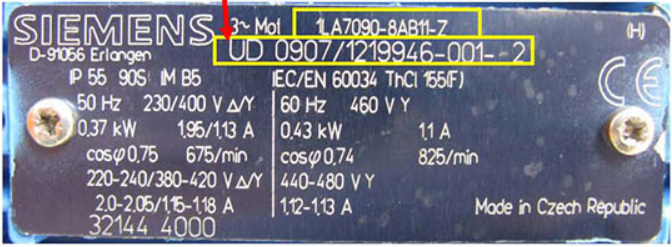 SIEMENS 3~ Mot 1LA7090-8AB11-Z (H)
D-91056 Erlangen UD 0907/1219946-001- 2
IP 55 90S IM B5 IEC/EN 60034 ThCl 155(F)
50 Hz 230/400 V Δ/Y 60 Hz 460 V Y
0,37 kW 1,95/1,13 A 0,43 kW 1,1 A
cosφ 0,75 675/min cosφ 0,74 825/min
220-240/380-420 V Δ/Y 440-480 V Y
2,0-2,05/1,16-1,18 A 1,12-1,13 A Made in Czech Republic
32144 4000
CE